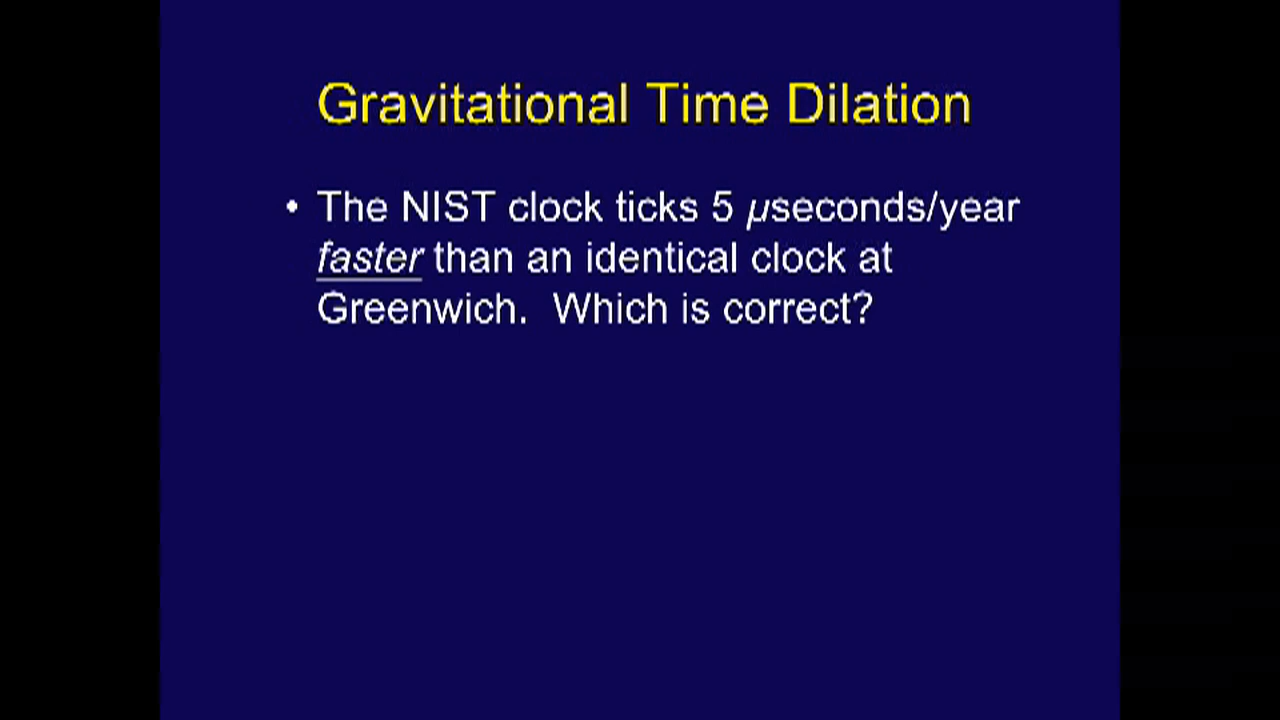 Gravitational Time Dilation
• The NIST clock ticks 5 µseconds/year
faster than an identical clock at
Greenwich. Which is correct?